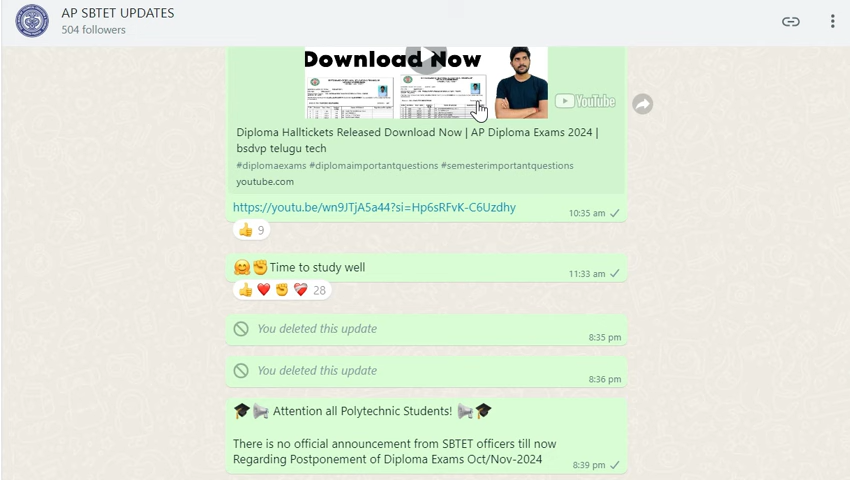 AP SBTET UPDATES
504 followers
Download Now
YouTube
Diploma Halltickets Released Download Now | AP Diploma Exams 2024 |
bsdvp telugu tech
#diplomaexams #diplomaimportantquestions #semesterimportantquestions
youtube.com
https://youtu.be/wn9JTjA5a44?si=Hp6sRFvK-C6Uzdhy
10:35 am
👍 9
🤗✊Time to study well
11:33 am
👍 ❤️ ✊ ❤️‍🩹 28
You deleted this update
8:35 pm
You deleted this update
8:36 pm
🎓📢 Attention all Polytechnic Students! 📢🎓
There is no official announcement from SBTET officers till now
Regarding Postponement of Diploma Exams Oct/Nov-2024
8:39 pm